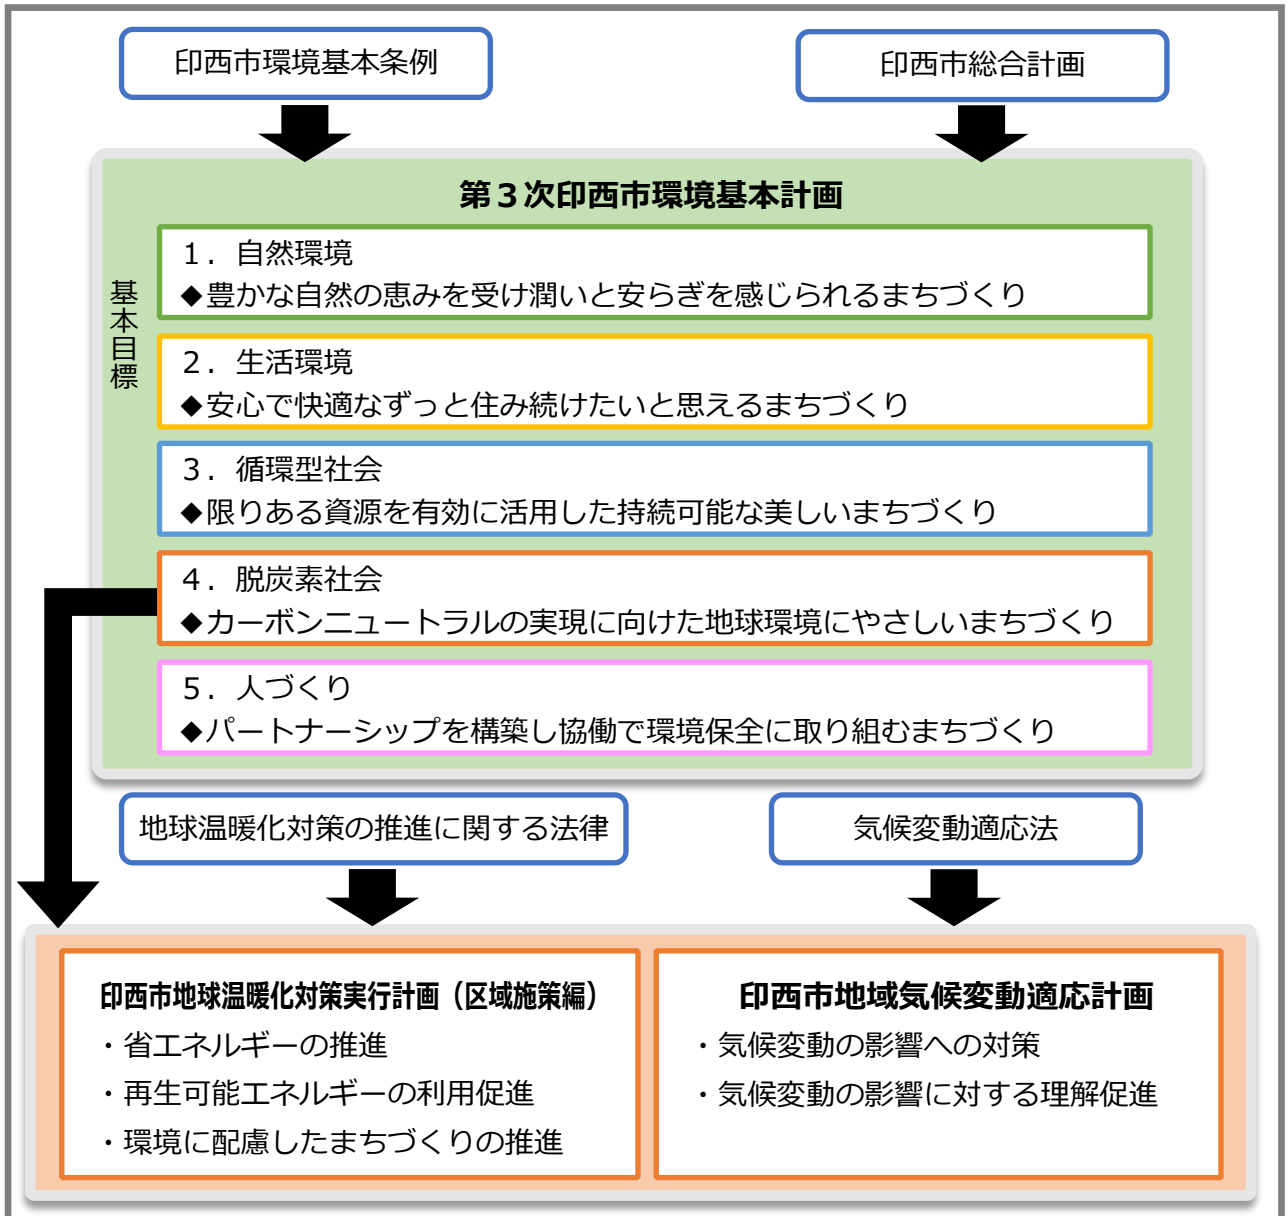 印西市環境基本条例
印西市総合計画
第３次印西市環境基本計画
基本目標
１．自然環境
◆豊かな自然の恵みを受け潤いと安らぎを感じられるまちづくり
２．生活環境
◆安心で快適なずっと住み続けたいと思えるまちづくり
３．循環型社会
◆限りある資源を有効に活用した持続可能な美しいまちづくり
４．脱炭素社会
◆カーボンニュートラルの実現に向けた地球環境にやさしいまちづくり
５．人づくり
◆パートナーシップを構築し協働で環境保全に取り組むまちづくり
地球温暖化対策の推進に関する法律
気候変動適応法
印西市地球温暖化対策実行計画（区域施策編）
・省エネルギーの推進
・再生可能エネルギーの利用促進
・環境に配慮したまちづくりの推進
印西市地域気候変動適応計画
・気候変動の影響への対策
・気候変動の影響に対する理解促進